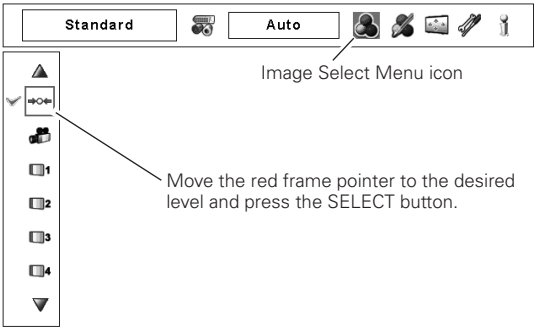 Standard
Auto
Image Select Menu icon
Move the red frame pointer to the desired
level and press the SELECT button.
1
2
3
4